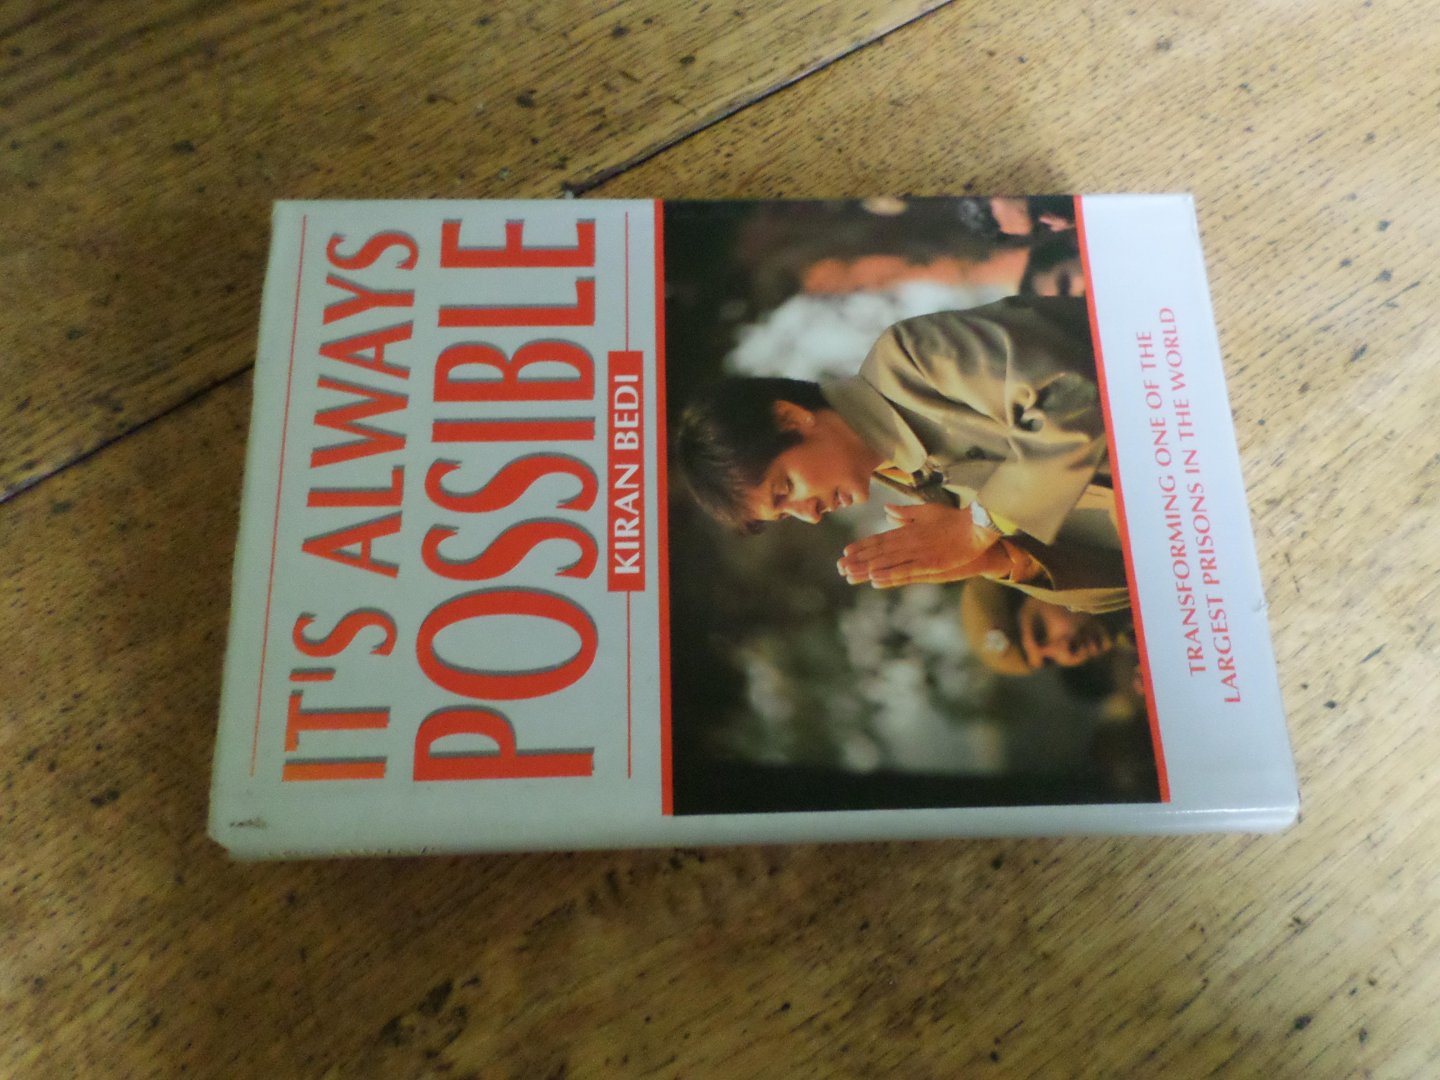 IT'S ALWAYS
POSSIBLE
KIRAN BEDI
TRANSFORMING ONE OF THE
LARGEST PRISONS IN THE WORLD